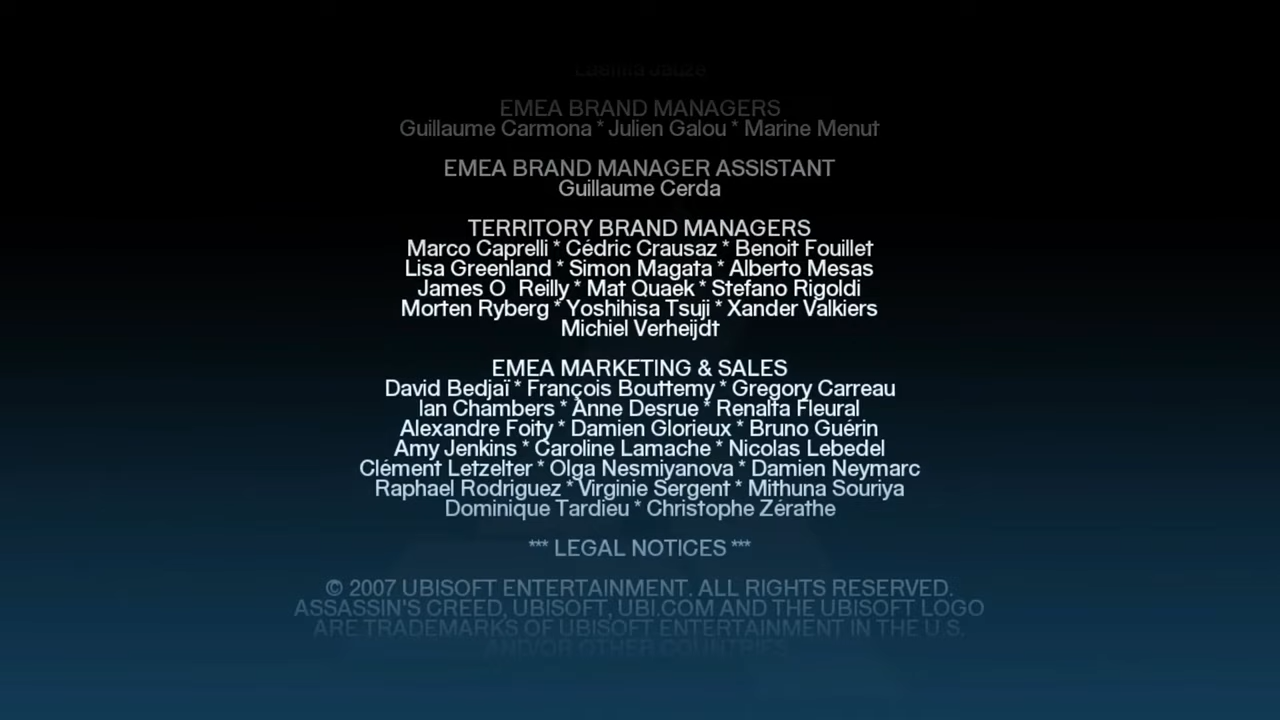 EMEA BRAND MANAGERS
Guillaume Carmona * Julien Galou * Marine Menut
EMEA BRAND MANAGER ASSISTANT
Guillaume Cerda
TERRITORY BRAND MANAGERS
Marco Caprelli * Cédric Crausaz * Benoit Fouillet
Lisa Greenland * Simon Magata * Alberto Mesas
James O  Reilly * Mat Quaek * Stefano Rigoldi
Morten Ryberg * Yoshihisa Tsuji * Xander Valkiers
Michiel Verheijdt
EMEA MARKETING & SALES
David Bedjaï * François Bouttemy * Gregory Carreau
Ian Chambers * Anne Desrue * Renalta Fleural
Alexandre Foity * Damien Glorieux * Bruno Guérin
Amy Jenkins * Caroline Lamache * Nicolas Lebedel
Clément Letzelter * Olga Nesmiyanova * Damien Neymarc
Raphael Rodriguez * Virginie Sergent * Mithuna Souriya
Dominique Tardieu * Christophe Zérathe
*** LEGAL NOTICES ***
© 2007 UBISOFT ENTERTAINMENT. ALL RIGHTS RESERVED.
ASSASSIN'S CREED, UBISOFT, UBI.COM AND THE UBISOFT LOGO
ARE TRADEMARKS OF UBISOFT ENTERTAINMENT IN THE U.S.
AND/OR OTHER COUNTRIES